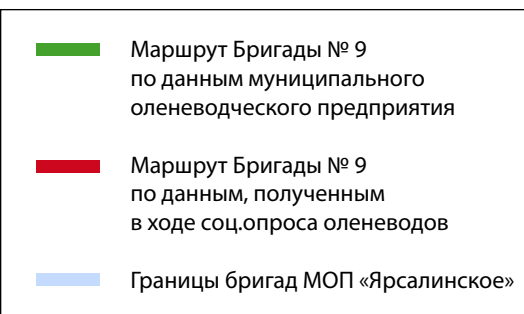 Маршрут Бригады № 9
по данным муниципального
оленеводческого предприятия
Маршрут Бригады № 9
по данным, полученным
в ходе соц.опроса оленеводов
Границы бригад МОП «Ярсалинское»